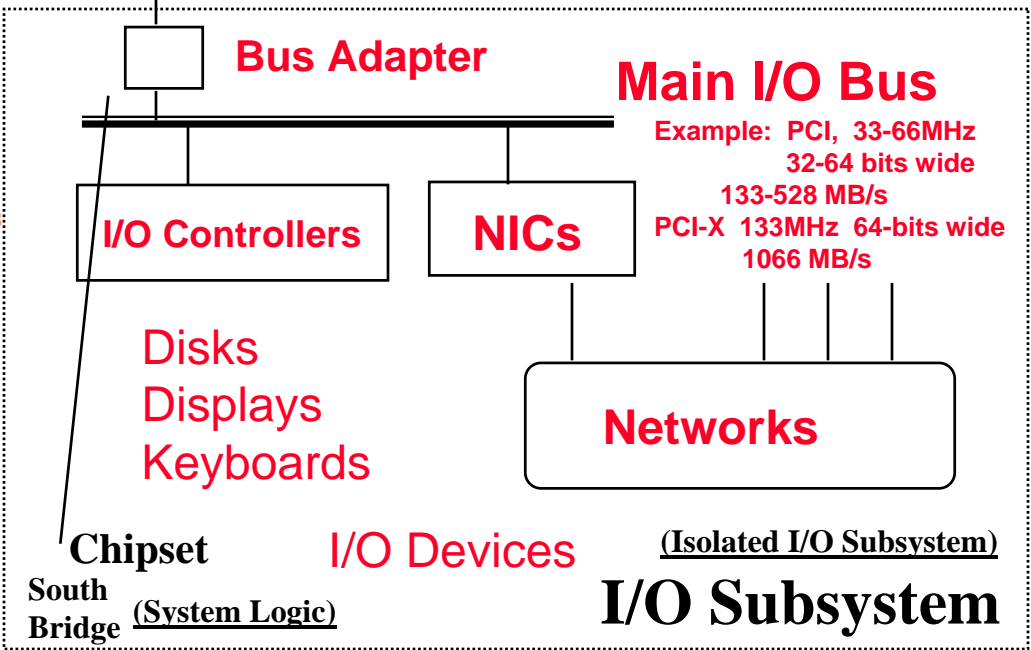 Bus Adapter
Main I/O Bus
Example: PCI, 33-66MHz
32-64 bits wide
133-528 MB/s
PCI-X 133MHz 64-bits wide
1066 MB/s
I/O Controllers
NICs
Disks
Displays
Keyboards
Networks
Chipset
I/O Devices
(Isolated I/O Subsystem)
South
Bridge (System Logic)
I/O Subsystem